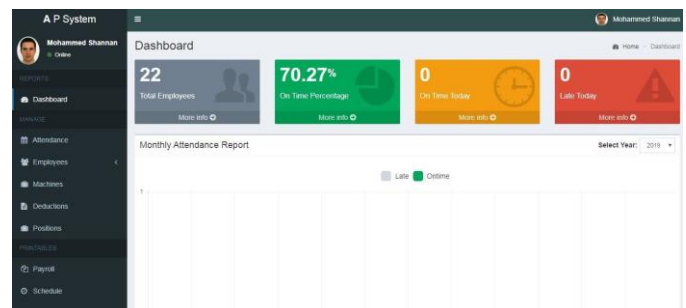 A P System
Mohammed Shannan
Mohammed Shannan
Online
Dashboard
Home
Dashboard
REPORTS
Dashboard
MANAGE
Attendance
Employees
Machines
Deductions
Positions
PRINTABLES
Payroll
Schedule
22
Total Employees
More info
70.27%
On Time Percentage
More info
0
On Time Today
More info
0
Late Today
More info
Monthly Attendance Report
Select Year: 2019
Late Ontime
1